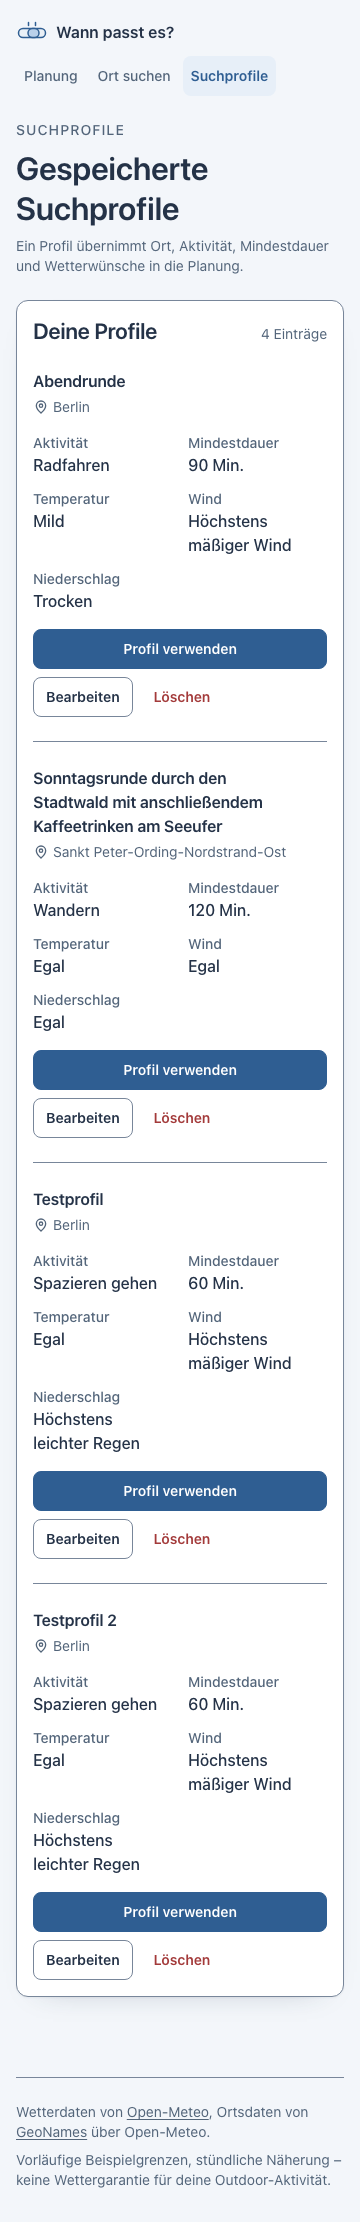 Wann passt es?
Planung Ort suchen Suchprofile
SUCHPROFILE
Gespeicherte
Suchprofile
Ein Profil übernimmt Ort, Aktivität, Mindestdauer
und Wetterwünsche in die Planung.
Deine Profile 4 Einträge
Abendrunde
Berlin
Aktivität Mindestdauer
Radfahren 90 Min.
Temperatur Wind
Mild Höchstens
mäßiger Wind
Niederschlag
Trocken
Profil verwenden
Bearbeiten Löschen
Sonntagsrunde durch den
Stadtwald mit anschließendem
Kaffeetrinken am Seeufer
Sankt Peter-Ording-Nordstrand-Ost
Aktivität Mindestdauer
Wandern 120 Min.
Temperatur Wind
Egal Egal
Niederschlag
Egal
Profil verwenden
Bearbeiten Löschen
Testprofil
Berlin
Aktivität Mindestdauer
Spazieren gehen 60 Min.
Temperatur Wind
Egal Höchstens
mäßiger Wind
Niederschlag
Höchstens
leichter Regen
Profil verwenden
Bearbeiten Löschen
Testprofil 2
Berlin
Aktivität Mindestdauer
Spazieren gehen 60 Min.
Temperatur Wind
Egal Höchstens
mäßiger Wind
Niederschlag
Höchstens
leichter Regen
Profil verwenden
Bearbeiten Löschen
Wetterdaten von Open-Meteo, Ortsdaten von
GeoNames über Open-Meteo.
Vorläufige Beispielgrenzen, stündliche Näherung –
keine Wettergarantie für deine Outdoor-Aktivität.